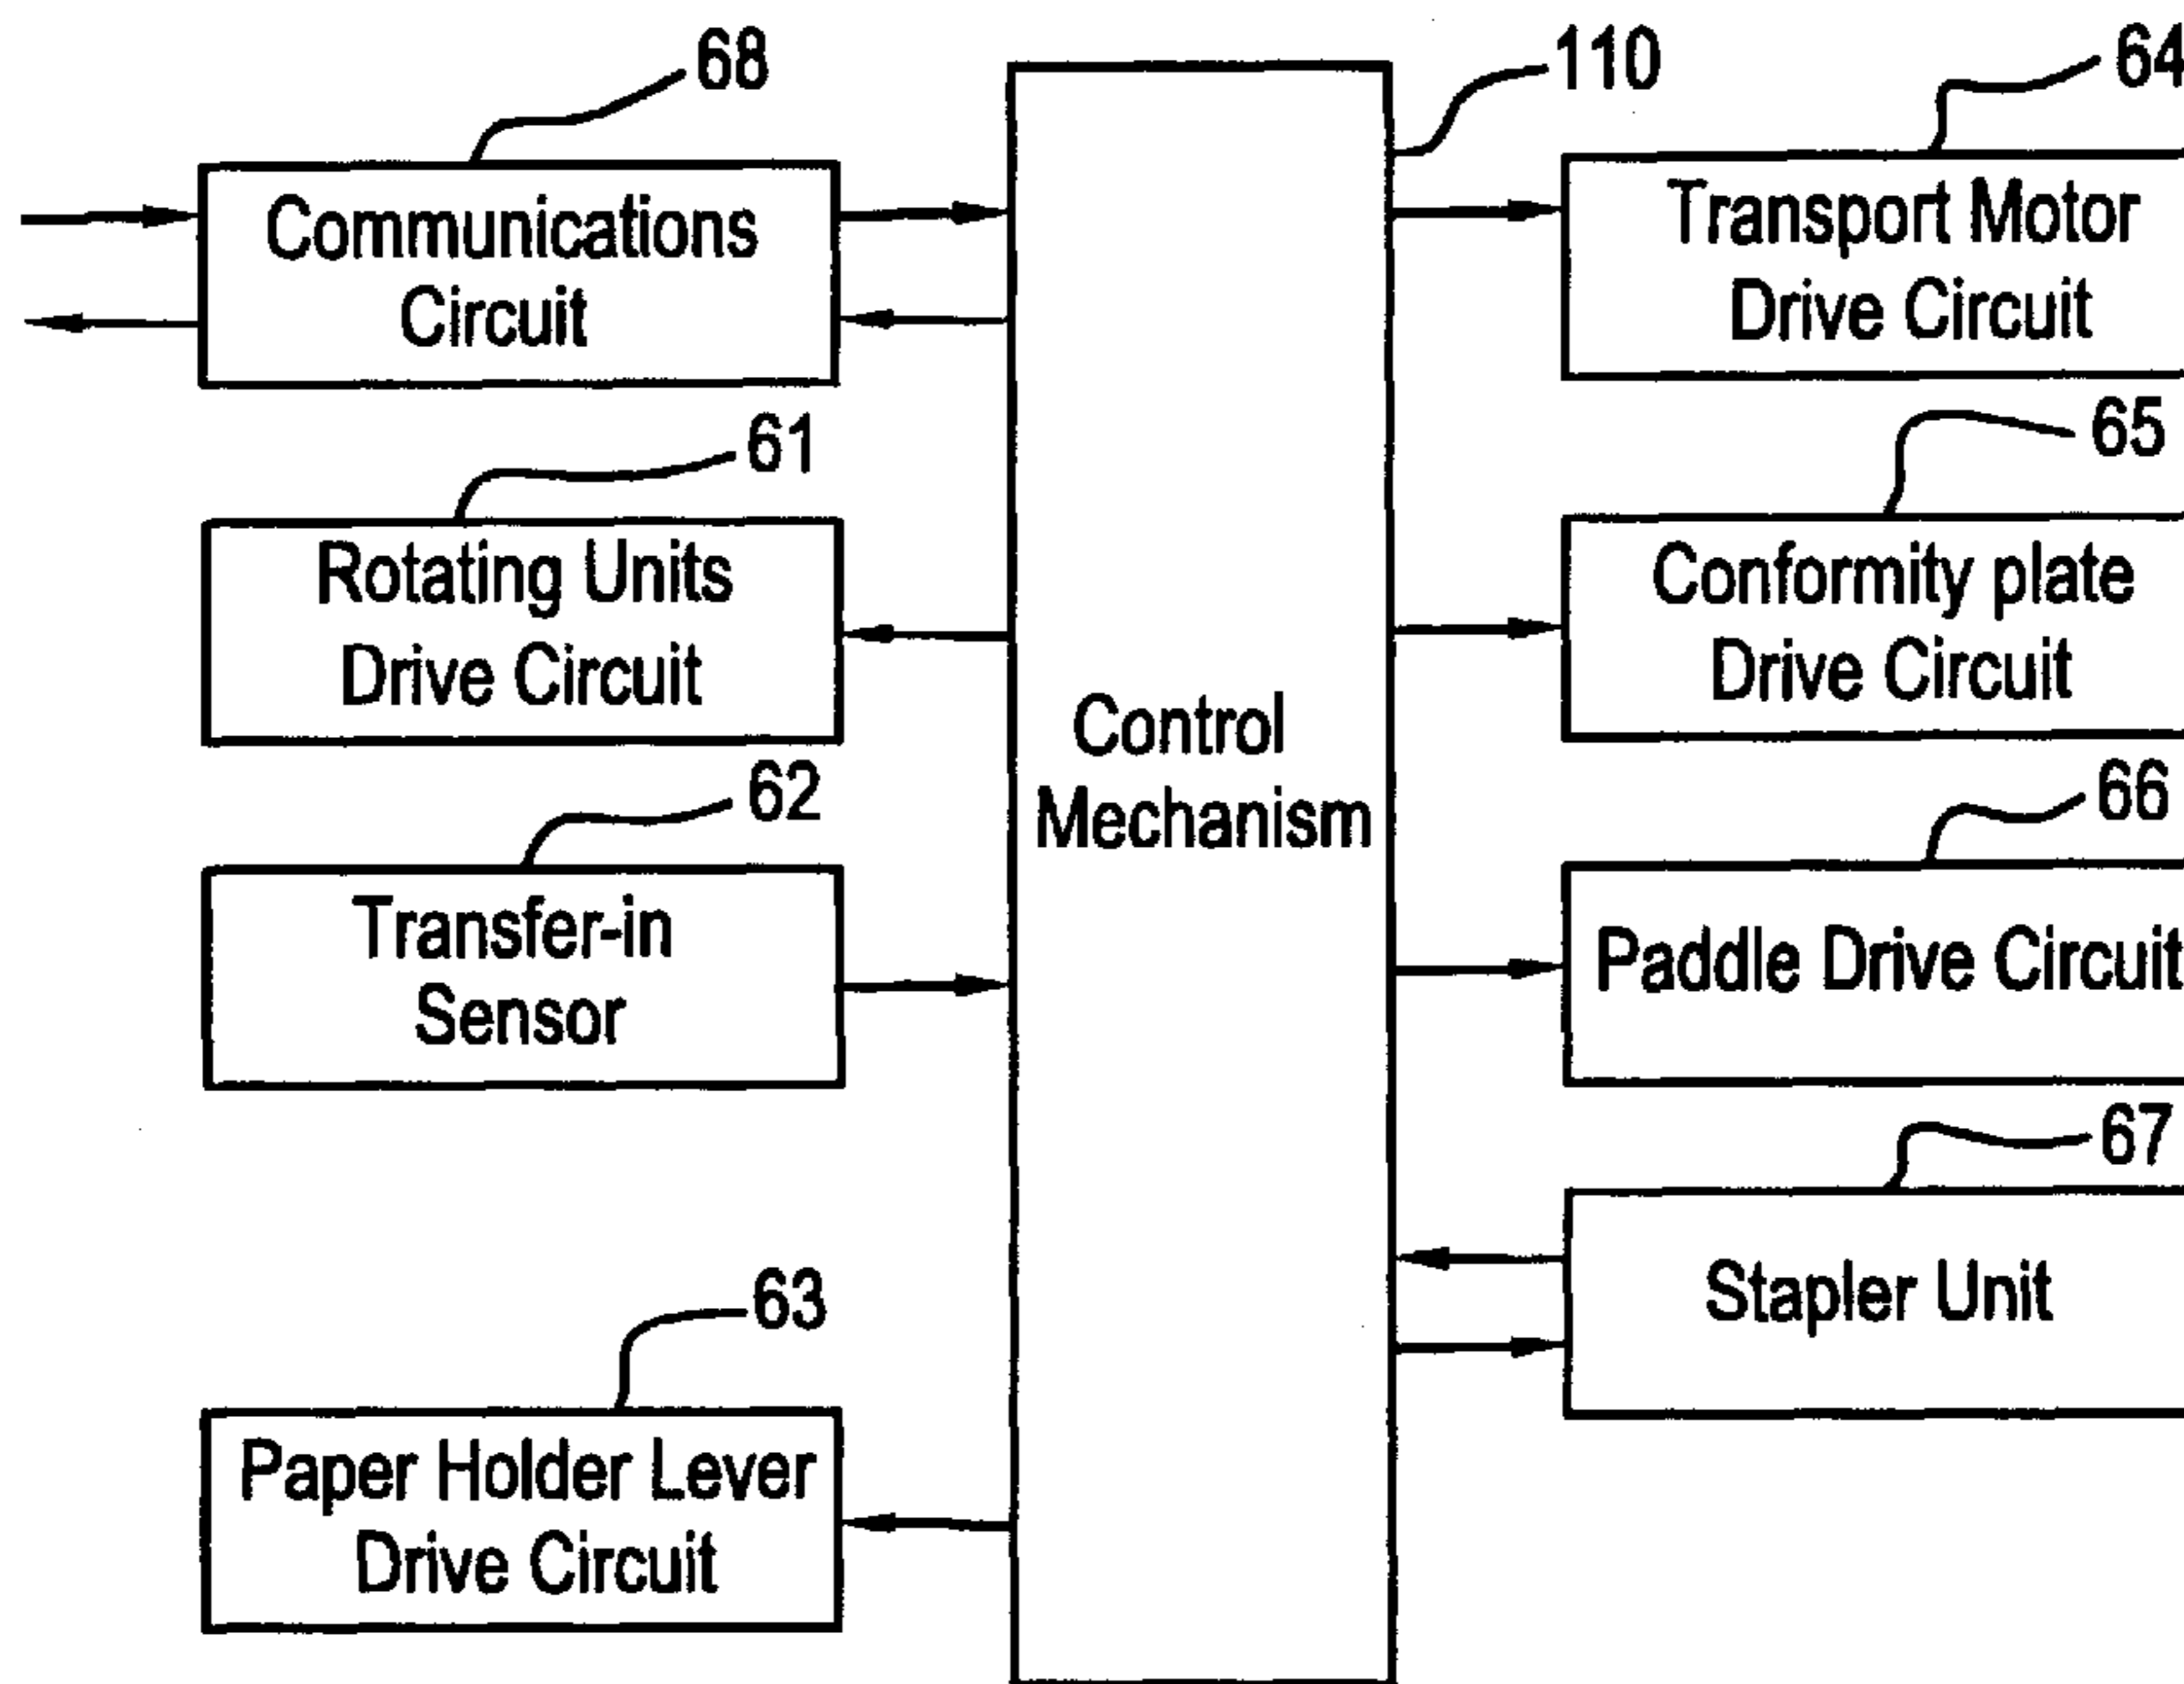 68
Communications
Circuit
61
Rotating Units
Drive Circuit
62
Transfer-in
Sensor
63
Paper Holder Lever
Drive Circuit
110
Control
Mechanism
64
Transport Motor
Drive Circuit
65
Conformity plate
Drive Circuit
66
Paddle Drive Circuit
67
Stapler Unit